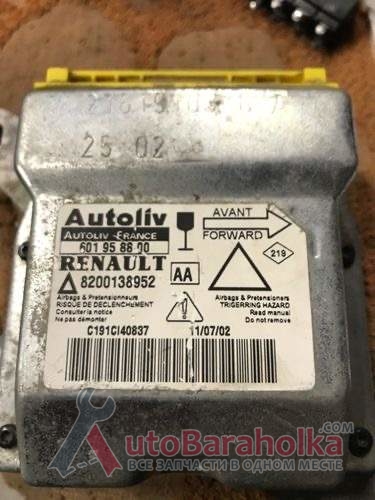 25 02
Autoliv
AUTOLIV - FRANCE
601 95 88 00
RENAULT
8200138952
AA
AVANT
FORWARD
219
Airbags & Pretensionneurs
RISQUE DE DECLENCHEMENT
Consulter la notice
Ne pas démonter
Airbags & Pretensioners
TRIGERRING HAZARD
Read manual
Do not remove
C191CI40837
11/07/02
AutoBaraholka.com
ВСЕ ЗАПЧАСТИ В ОДНОМ МЕСТЕ